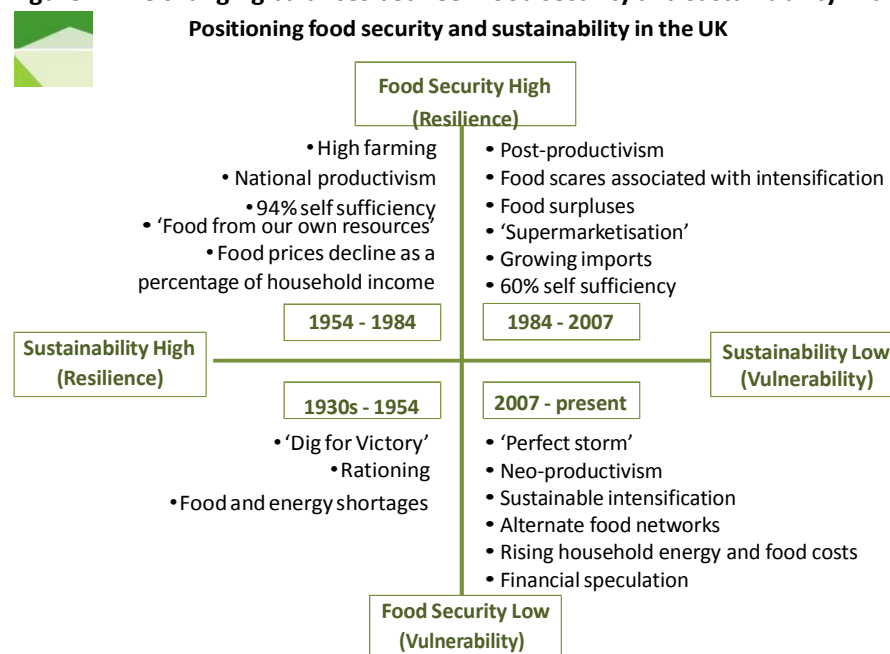 Positioning food security and sustainability in the UK
Food Security High
(Resilience)
• High farming
• National productivism
• 94% self sufficiency
• ‘Food from our own resources’
• Food prices decline as a
percentage of household income
• Post-productivism
• Food scares associated with intensification
• Food surpluses
• ‘Supermarketisation’
• Growing imports
• 60% self sufficiency
1954 - 1984
1984 - 2007
Sustainability High
(Resilience)
Sustainability Low
(Vulnerability)
1930s - 1954
2007 - present
• ‘Dig for Victory’
• Rationing
• Food and energy shortages
• ‘Perfect storm’
• Neo-productivism
• Sustainable intensification
• Alternate food networks
• Rising household energy and food costs
• Financial speculation
Food Security Low
(Vulnerability)